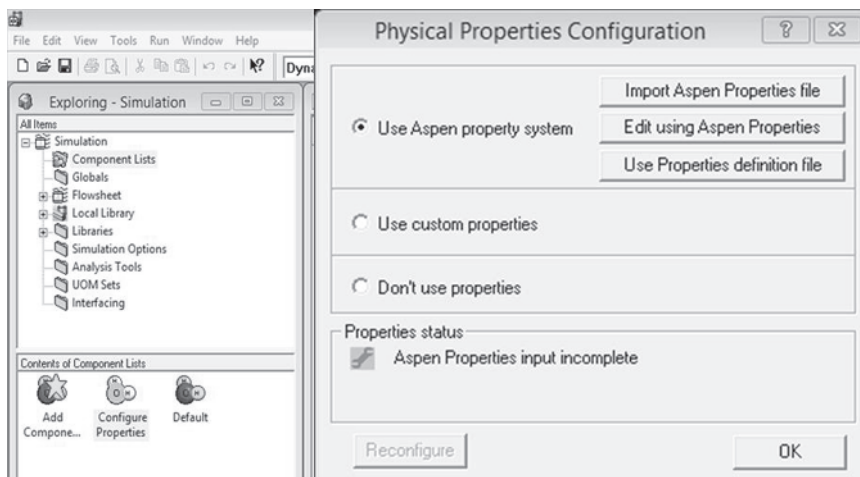 File Edit View Tools Run Window Help
Dyna
Exploring - Simulation
All Items
Simulation
Component Lists
Globals
Flowsheet
Local Library
Libraries
Simulation Options
Analysis Tools
UOM Sets
Interfacing
Contents of Component Lists
Add Compone...
Configure Properties
Default
Physical Properties Configuration
Use Aspen property system
Import Aspen Properties file
Edit using Aspen Properties
Use Properties definition file
Use custom properties
Don't use properties
Properties status
Aspen Properties input incomplete
Reconfigure
OK